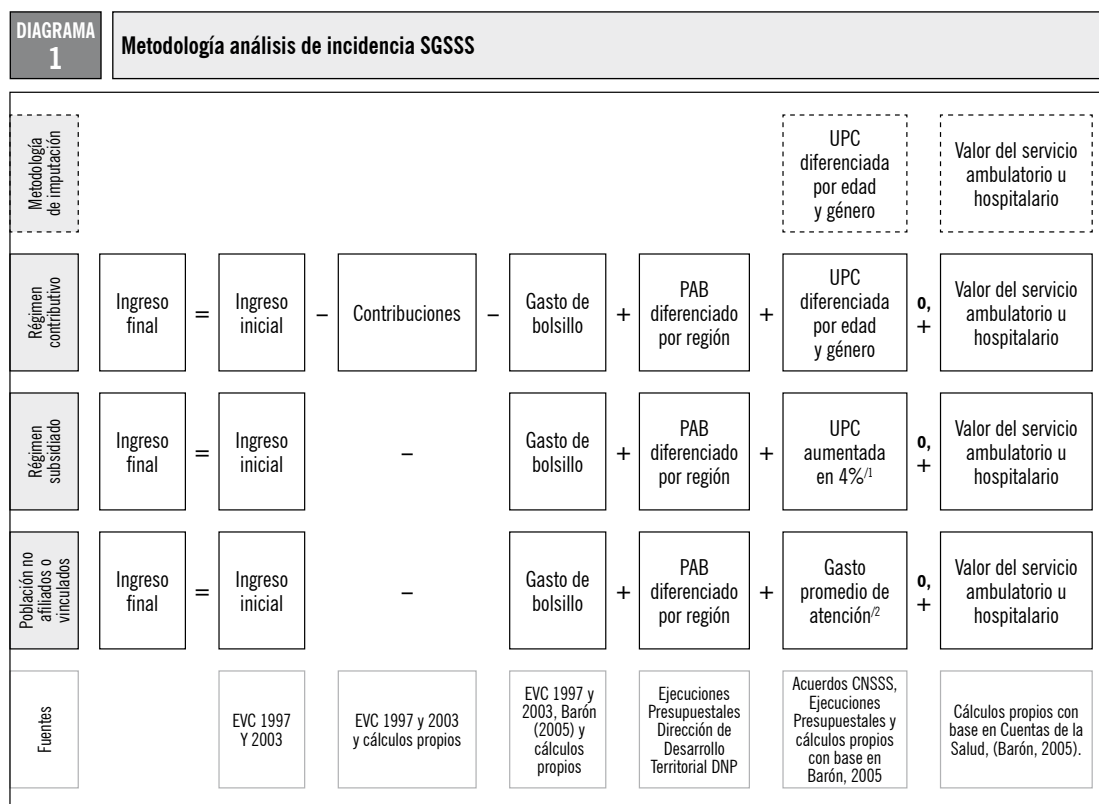 DIAGRAMA
1
Metodología análisis de incidencia SGSSS
Metodología
de imputación
UPC
diferenciada
por edad
y género
Valor del servicio
ambulatorio u
hospitalario
Régimen
contributivo
Ingreso
final
=
Ingreso
inicial
–
Contribuciones
–
Gasto de
bolsillo
+
PAB
diferenciado
por región
+
UPC
diferenciada
por edad
y género
o,
+
Valor del servicio
ambulatorio u
hospitalario
Régimen
subsidiado
Ingreso
final
=
Ingreso
inicial
–
Gasto de
bolsillo
+
PAB
diferenciado
por región
+
UPC
aumentada
en 4%/1
o,
+
Valor del servicio
ambulatorio u
hospitalario
Población no
afiliados o
vinculados
Ingreso
final
=
Ingreso
inicial
–
Gasto de
bolsillo
+
PAB
diferenciado
por región
+
Gasto
promedio de
atención/2
o,
+
Valor del servicio
ambulatorio u
hospitalario
Fuentes
EVC 1997
Y 2003
EVC 1997 y 2003
y cálculos propios
EVC 1997 y
2003, Barón
(2005) y
cálculos
propios
Ejecuciones
Presupuestales
Dirección de
Desarrollo
Territorial DNP
Acuerdos CNSSS,
Ejecuciones
Presupuestales y
cálculos propios
con base en
Barón, 2005
Cálculos propios con
base en Cuentas de la
Salud, (Barón, 2005).